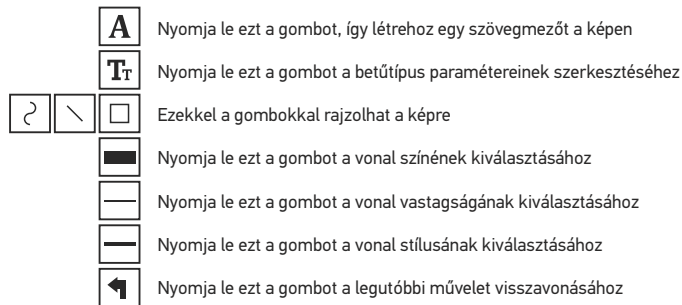 A Nyomja le ezt a gombot, így létrehoz egy szövegmezőt a képen
TT Nyomja le ezt a gombot a betűtípus paramétereinek szerkesztéséhez
Ezekkel a gombokkal rajzolhat a képre
Nyomja le ezt a gombot a vonal színének kiválasztásához
Nyomja le ezt a gombot a vonal vastagságának kiválasztásához
Nyomja le ezt a gombot a vonal stílusának kiválasztásához
Nyomja le ezt a gombot a legutóbbi művelet visszavonásához